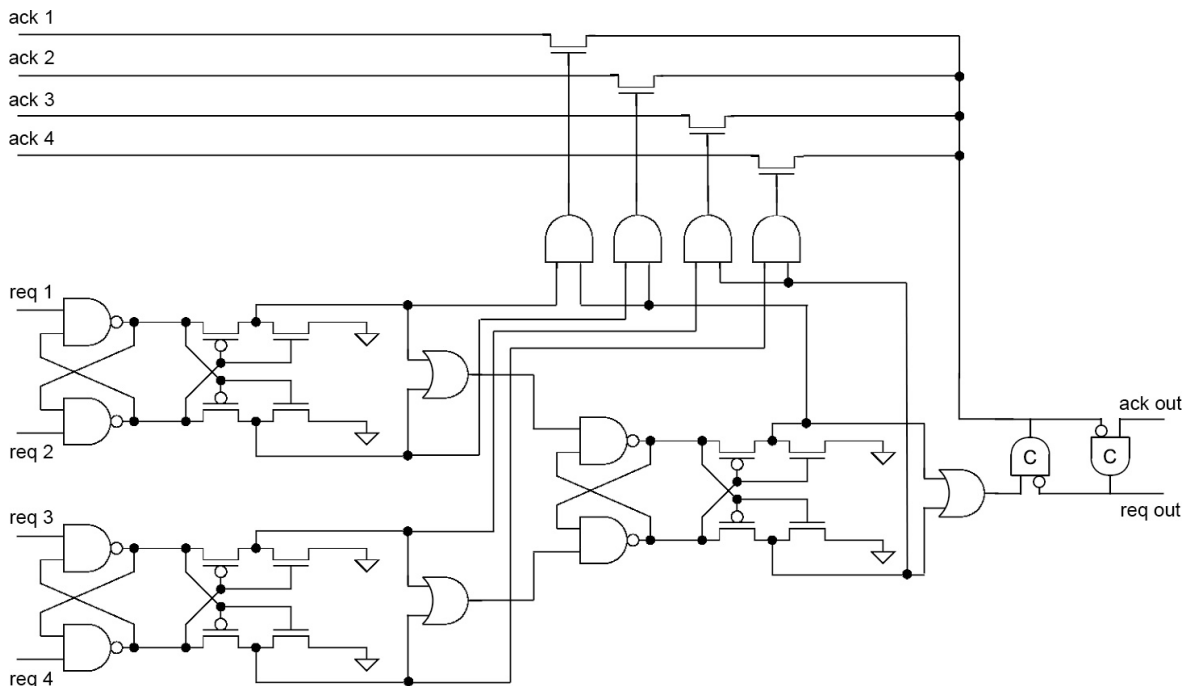 ack 1
ack 2
ack 3
ack 4
req 1
req 2
ack out
C
C
req out
req 3
req 4